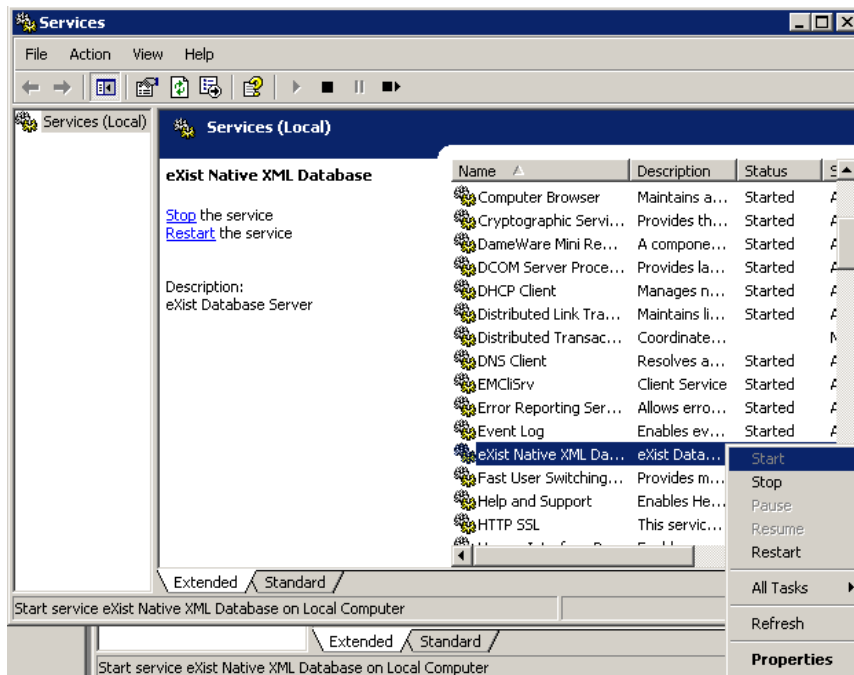 Services
File Action View Help
Services (Local)
Services (Local)
eXist Native XML Database
Stop the service
Restart the service
Description:
eXist Database Server
Name Description Status
Computer Browser Maintains a... Started
Cryptographic Servi... Provides th... Started
DameWare Mini Re... A compone... Started
DCOM Server Proce... Provides la... Started
DHCP Client Manages n... Started
Distributed Link Tra... Maintains li... Started
Distributed Transac... Coordinate...
DNS Client Resolves a... Started
EMCliSrv Client Service Started
Error Reporting Ser... Allows erro... Started
Event Log Enables ev... Started
eXist Native XML Da... eXist Data...
Fast User Switching... Provides m...
Help and Support Enables He...
HTTP SSL This servic...
Start
Stop
Pause
Resume
Restart
All Tasks
Refresh
Properties
Extended Standard
Start service eXist Native XML Database on Local Computer
Extended Standard
Start service eXist Native XML Database on Local Computer